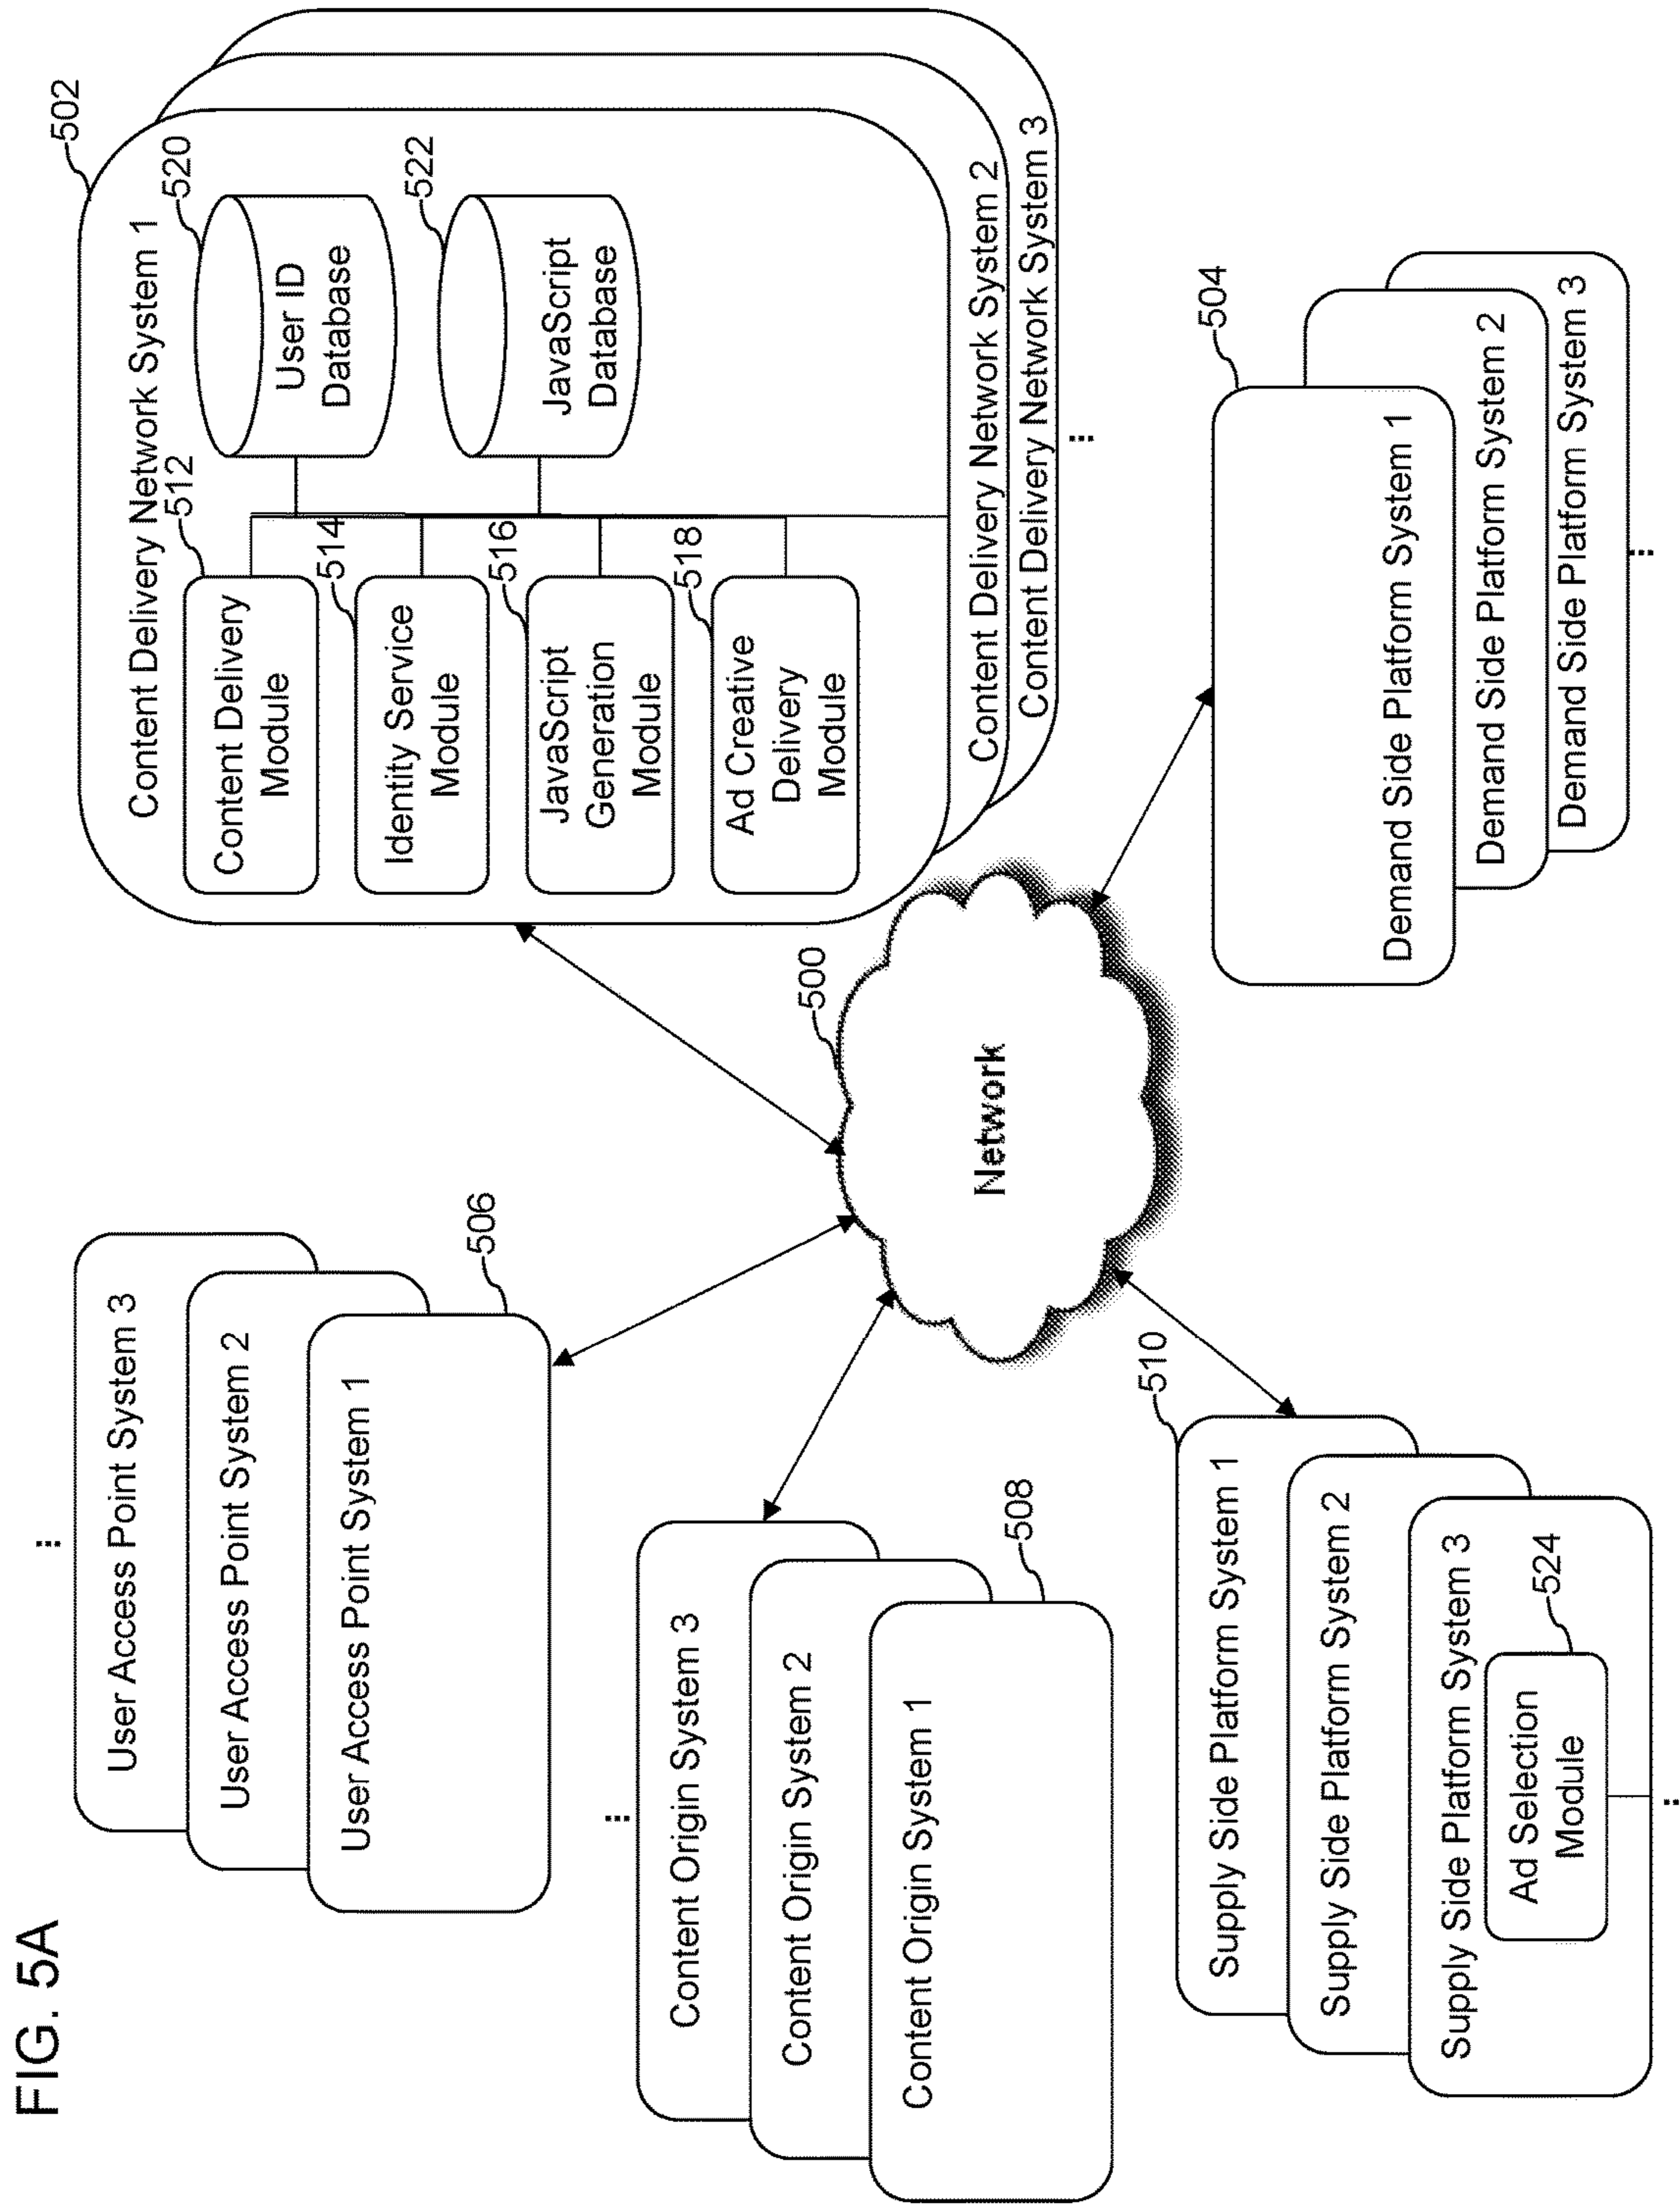 FIG. 5A
⋮
User Access Point System 3
User Access Point System 2
User Access Point System 1
506
⋮
Content Origin System 3
Content Origin System 2
Content Origin System 1
508
510
Supply Side Platform System 1
Supply Side Platform System 2
Supply Side Platform System 3
524
Ad Selection
Module
⋮
500
Network
502
Content Delivery Network System 1
512
Content Delivery
Module
514
Identity Service
Module
516
JavaScript
Generation
Module
518
Ad Creative
Delivery
Module
520
User ID
Database
522
JavaScript
Database
Content Delivery Network System 2
Content Delivery Network System 3
⋮
504
Demand Side Platform System 1
Demand Side Platform System 2
Demand Side Platform System 3
⋮